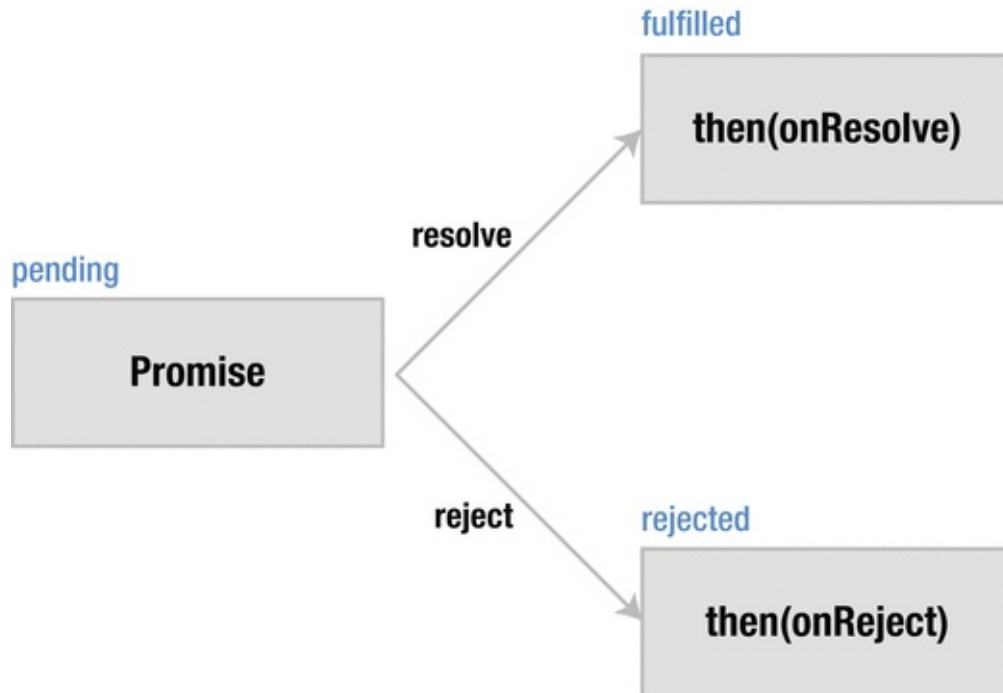 fulfilled
then(onResolve)
resolve
pending
Promise
reject
rejected
then(onReject)